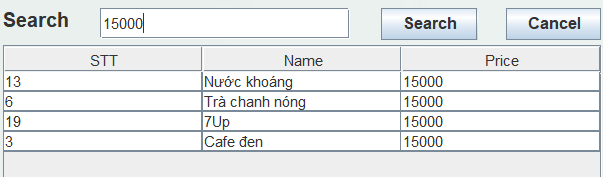 Search 15000 Search Cancel
STT Name Price
13 Nước khoáng 15000
6 Trà chanh nóng 15000
19 7Up 15000
3 Cafe đen 15000